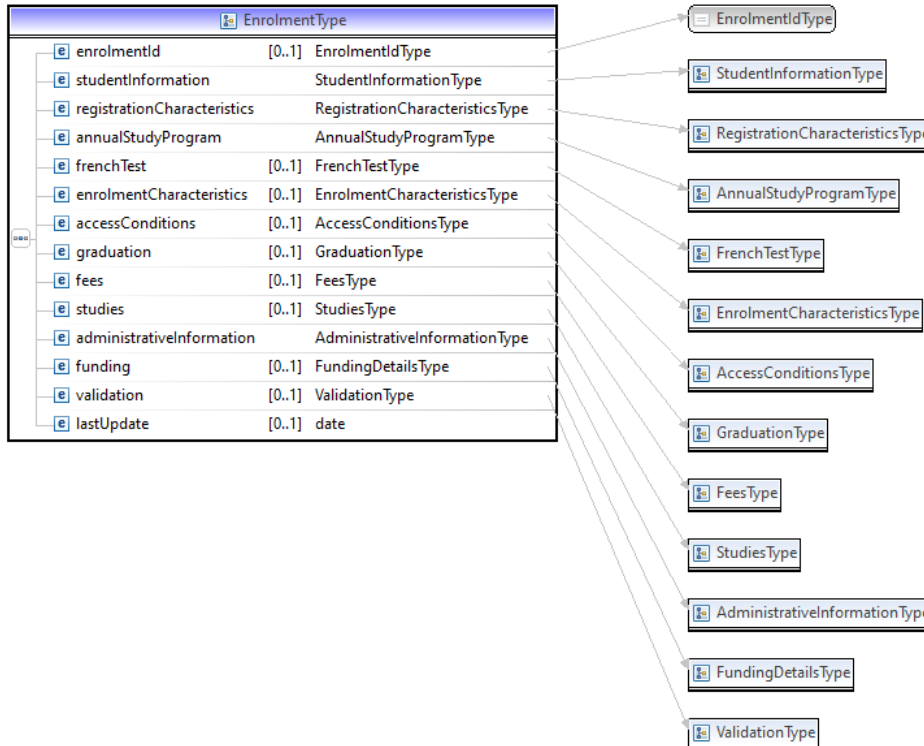 EnrolmentType
e enrolmentId [0..1] EnrolmentIdType
e studentInformation StudentInformationType
e registrationCharacteristics RegistrationCharacteristicsType
e annualStudyProgram AnnualStudyProgramType
e frenchTest [0..1] FrenchTestType
e enrolmentCharacteristics [0..1] EnrolmentCharacteristicsType
e accessConditions [0..1] AccessConditionsType
e graduation [0..1] GraduationType
e fees [0..1] FeesType
e studies [0..1] StudiesType
e administrativeInformation AdministrativeInformationType
e funding [0..1] FundingDetailsType
e validation [0..1] ValidationType
e lastUpdate [0..1] date
EnrolmentIdType
StudentInformationType
RegistrationCharacteristicsType
AnnualStudyProgramType
FrenchTestType
EnrolmentCharacteristicsType
AccessConditionsType
GraduationType
FeesType
StudiesType
AdministrativeInformationType
FundingDetailsType
ValidationType